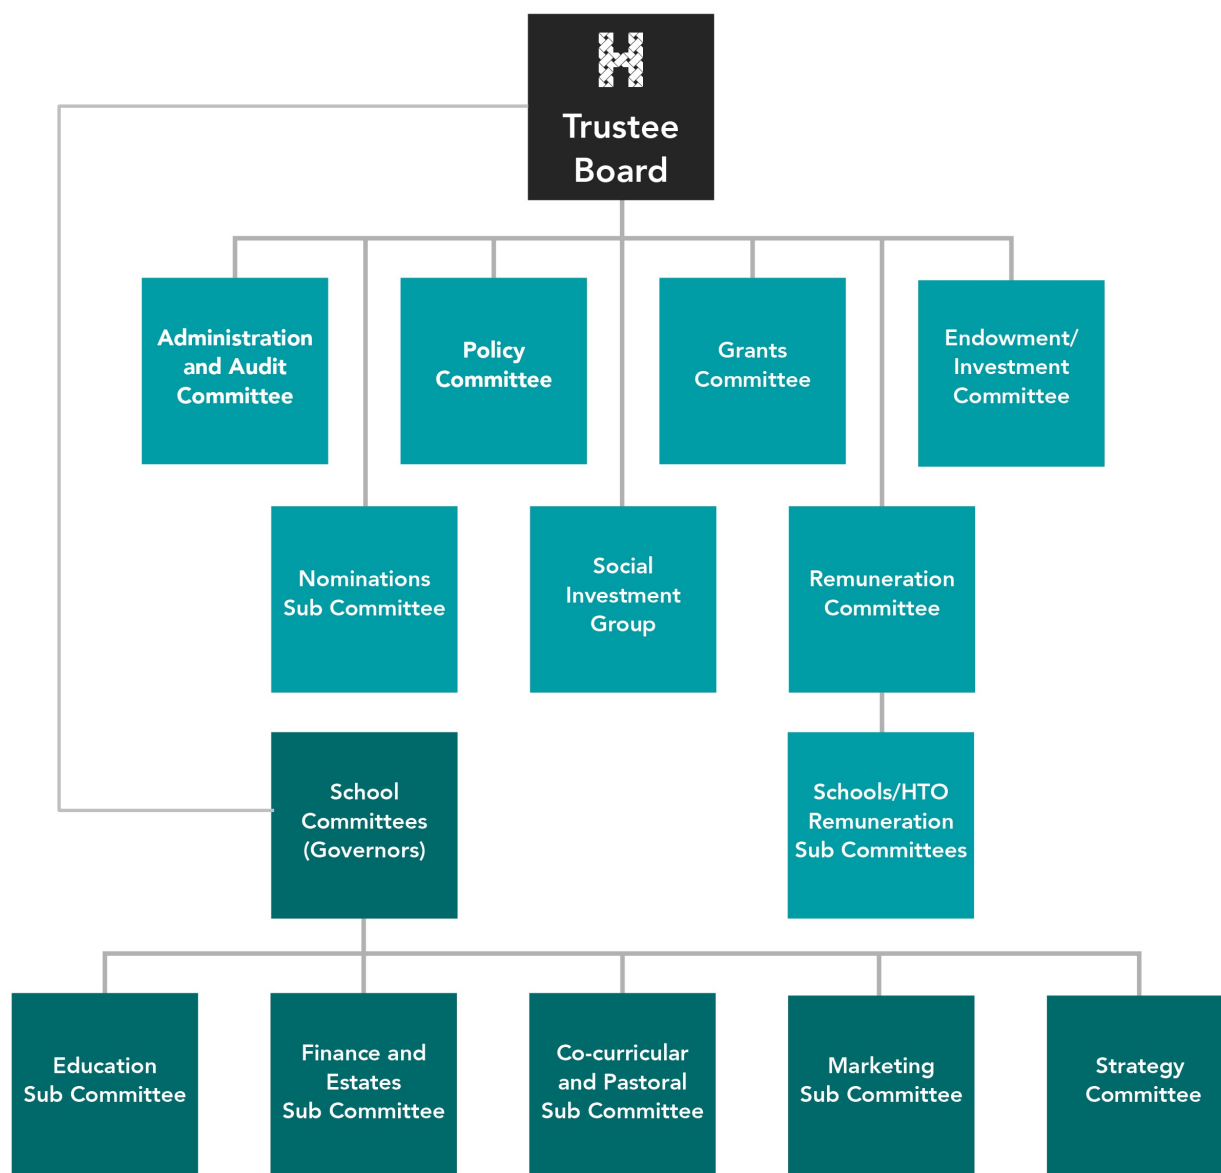 Trustee
Board
Administration
and Audit
Committee
Policy
Committee
Grants
Committee
Endowment/
Investment
Committee
Nominations
Sub Committee
Social
Investment
Group
Remuneration
Committee
School
Committees
(Governors)
Schools/HTO
Remuneration
Sub Committees
Education
Sub Committee
Finance and
Estates
Sub Committee
Co-curricular
and Pastoral
Sub Committee
Marketing
Sub Committee
Strategy
Committee